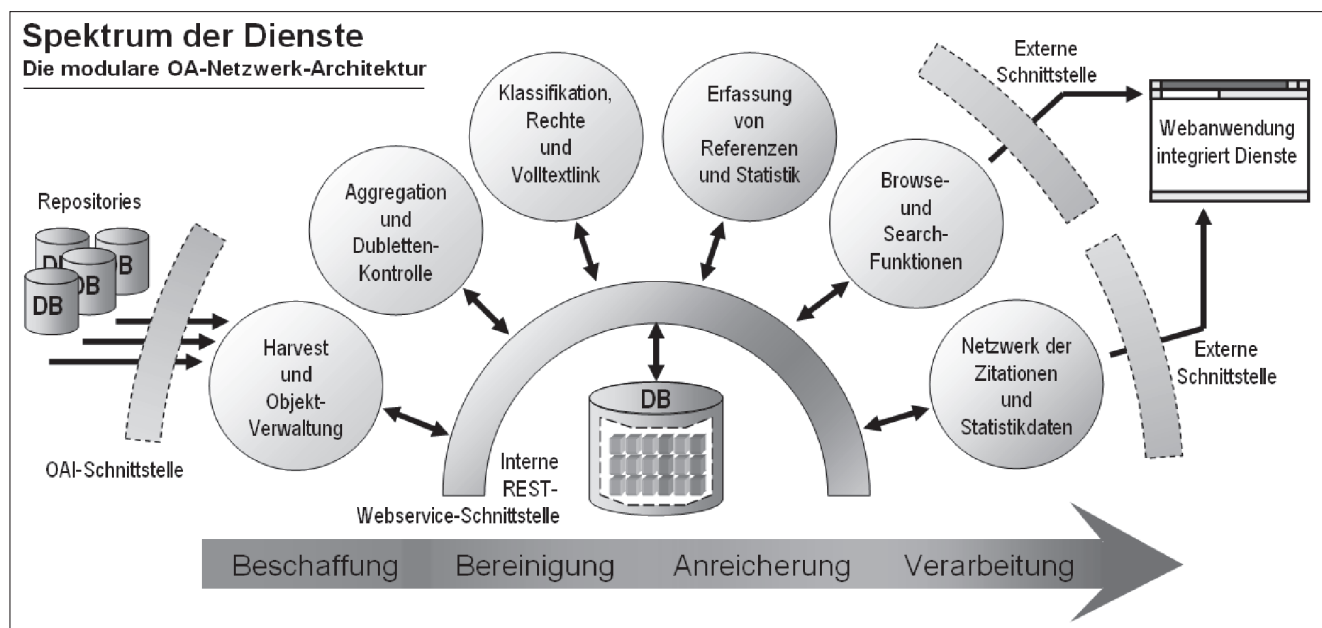 Spektrum der Dienste
Die modulare OA-Netzwerk-Architektur
Repositories
DB
DB
DB
DB
OAI-Schnittstelle
Harvest
und
Objekt-
Verwaltung
Aggregation
und
Dubletten-
Kontrolle
Klassifikation,
Rechte
und
Volltextlink
Erfassung
von
Referenzen
und Statistik
Browse-
und
Search-
Funktionen
Netzwerk der
Zitationen
und
Statistikdaten
Externe
Schnittstelle
Webanwendung
integriert Dienste
Externe
Schnittstelle
DB
Interne
REST-
Webservice-Schnittstelle
Beschaffung
Bereinigung
Anreicherung
Verarbeitung